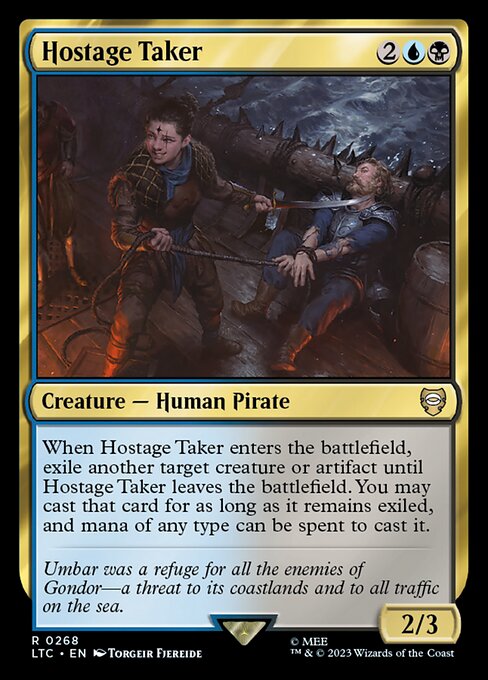 Hostage Taker 2
Creature — Human Pirate
When Hostage Taker enters the battlefield,
exile another target creature or artifact until
Hostage Taker leaves the battlefield. You may
cast that card for as long as it remains exiled,
and mana of any type can be spent to cast it.
Umbar was a refuge for all the enemies of
Gondor—a threat to its coastlands and to all traffic
on the sea.
2/3
R 0268
LTC • EN Torgeir Fjereide
© MEE
™ & © 2023 Wizards of the Coast